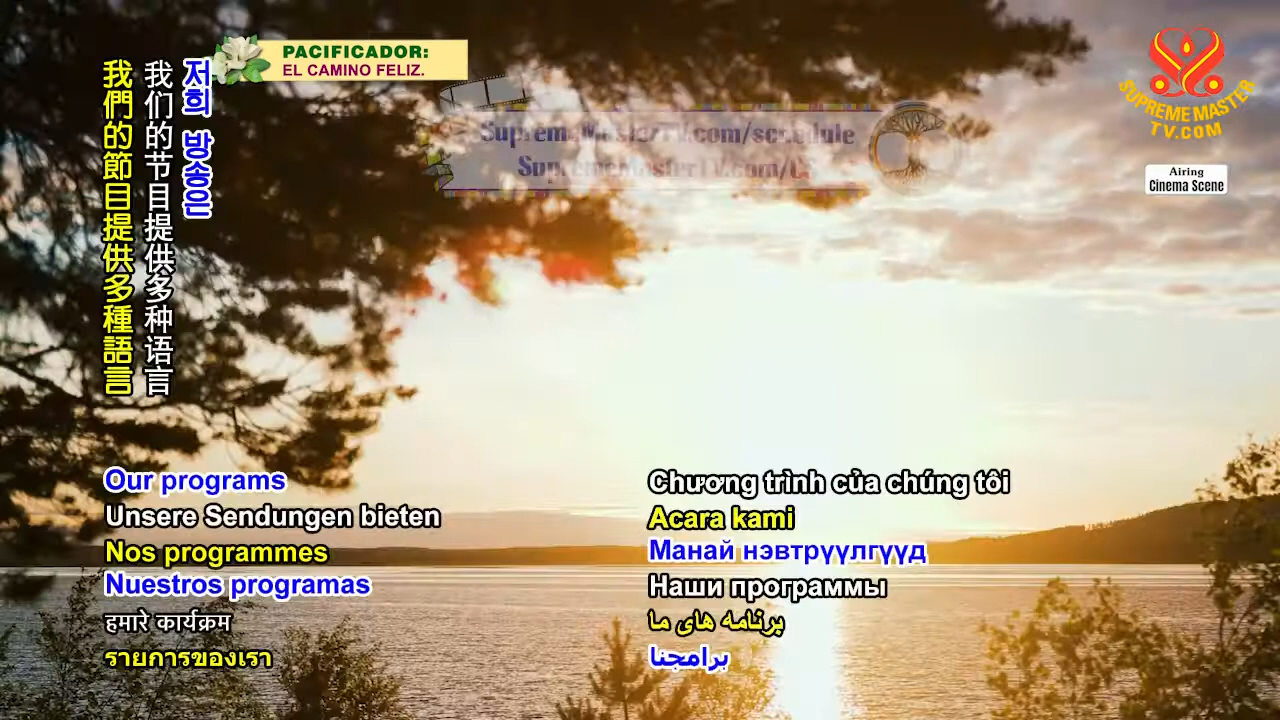 PACIFICADOR:
EL CAMINO FELIZ.
SUPREME MASTER
TV.COM
Airing
Cinema Scene
SupremeMasterTV.com/schedule
SupremeMasterTV.com/
저희 방송은
我们的节目提供多种语言
我們的節目提供多種語言
Our programs
Unsere Sendungen bieten
Nos programmes
Nuestros programas
हमारे कार्यक्रम
รายการของเรา
Chương trình của chúng tôi
Acara kami
Манай нэвтрүүлгүүд
Наши программы
برنامه های ما
برامجنا